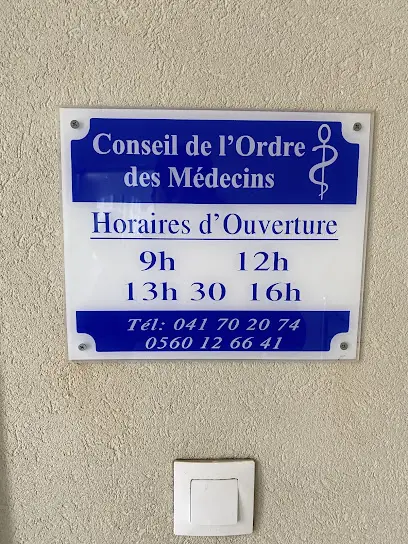 Conseil de l'Ordre
des Médecins
Horaires d'Ouverture
9h 12h
13h 30 16h
Tél: 041 70 20 74
0560 12 66 41